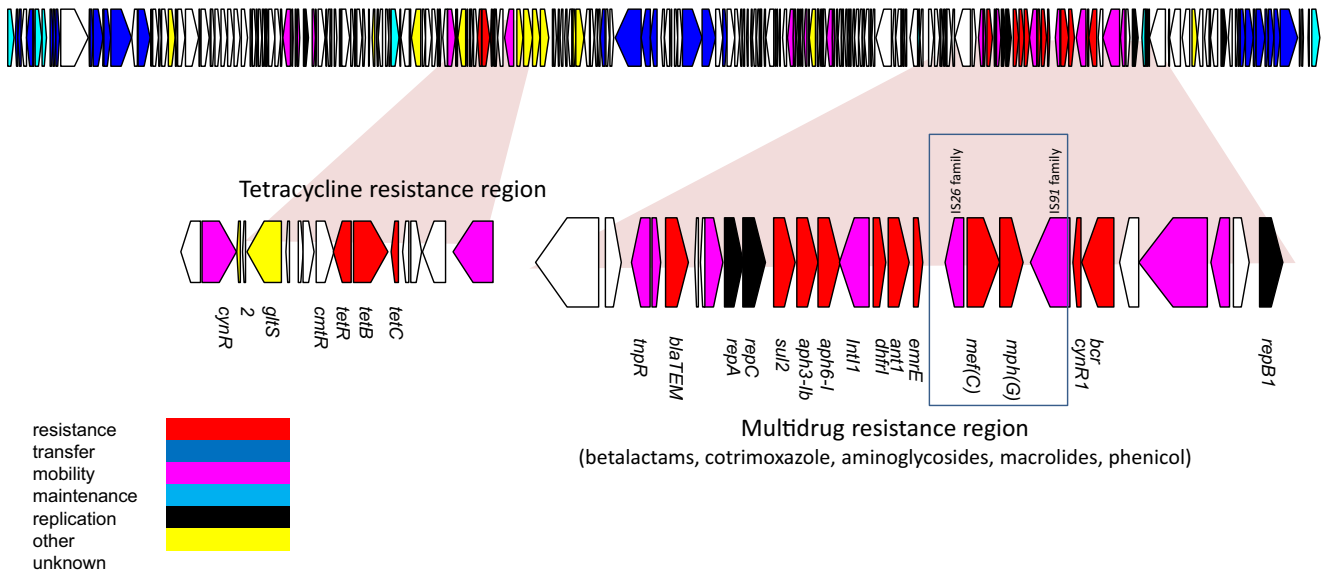 Tetracycline resistance region
IS26 family
IS91 family
cynR
2
gltS
cmtR
tetR
tetB
tetC
tnpR
blaTEM
repA
repC
sul2
aph3-Ib
aph6-I
IntI1
dhfrI
ant1
emrE
mef(C)
mph(G)
cynR1
bcr
repB1
Multidrug resistance region
(betalactams, cotrimoxazole, aminoglycosides, macrolides, phenicol)
resistance
transfer
mobility
maintenance
replication
other
unknown